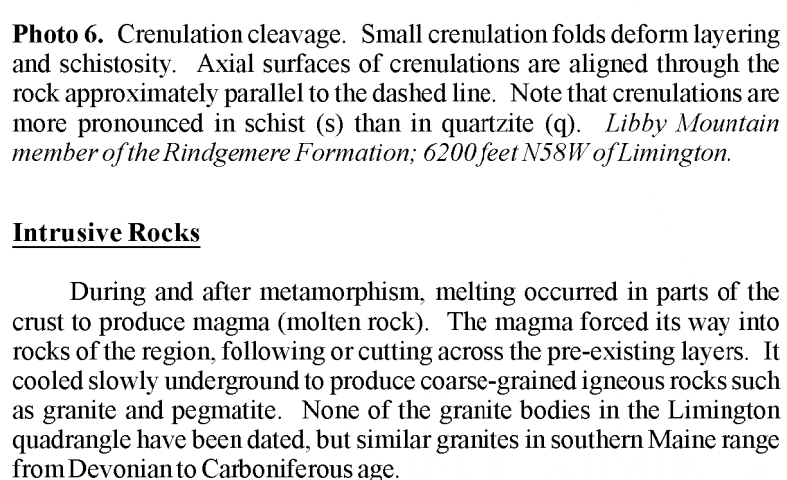 Photo 6. Crenulation cleavage. Small crenulation folds deform layering
and schistosity. Axial surfaces of crenulations are aligned through the
rock approximately parallel to the dashed line. Note that crenulations are
more pronounced in schist (s) than in quartzite (q). Libby Mountain
member of the Rindgemere Formation; 6200 feet N58W of Limington.
Intrusive Rocks
During and after metamorphism, melting occurred in parts of the
crust to produce magma (molten rock). The magma forced its way into
rocks of the region, following or cutting across the pre-existing layers. It
cooled slowly underground to produce coarse-grained igneous rocks such
as granite and pegmatite. None of the granite bodies in the Limington
quadrangle have been dated, but similar granites in southern Maine range
from Devonian to Carboniferous age.